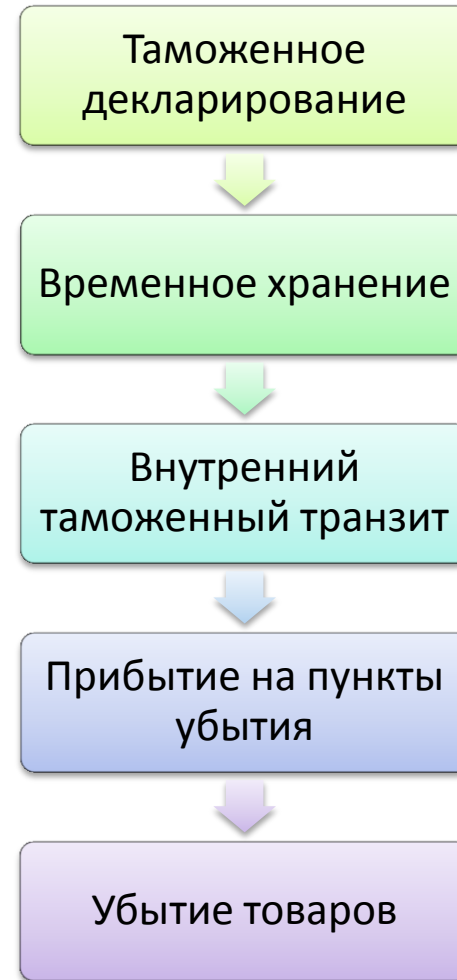 Таможенное
декларирование
Временное хранение
Внутренний
таможенный транзит
Прибытие на пункты
убытия
Убытие товаров